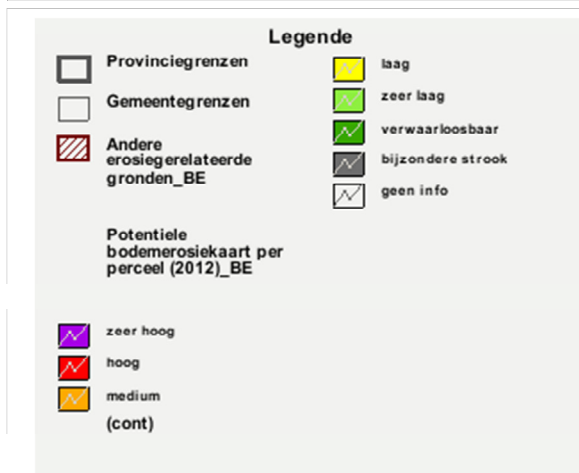 Legende
Provinciegrenzen
Gemeentegrenzen
Andere
erosiegerelateerde
gronden_BE
Potentiele
bodemerosiekaart per
perceel (2012)_BE
zeer hoog
hoog
medium
(cont)
laag
zeer laag
verwaarloosbaar
bijzondere strook
geen info